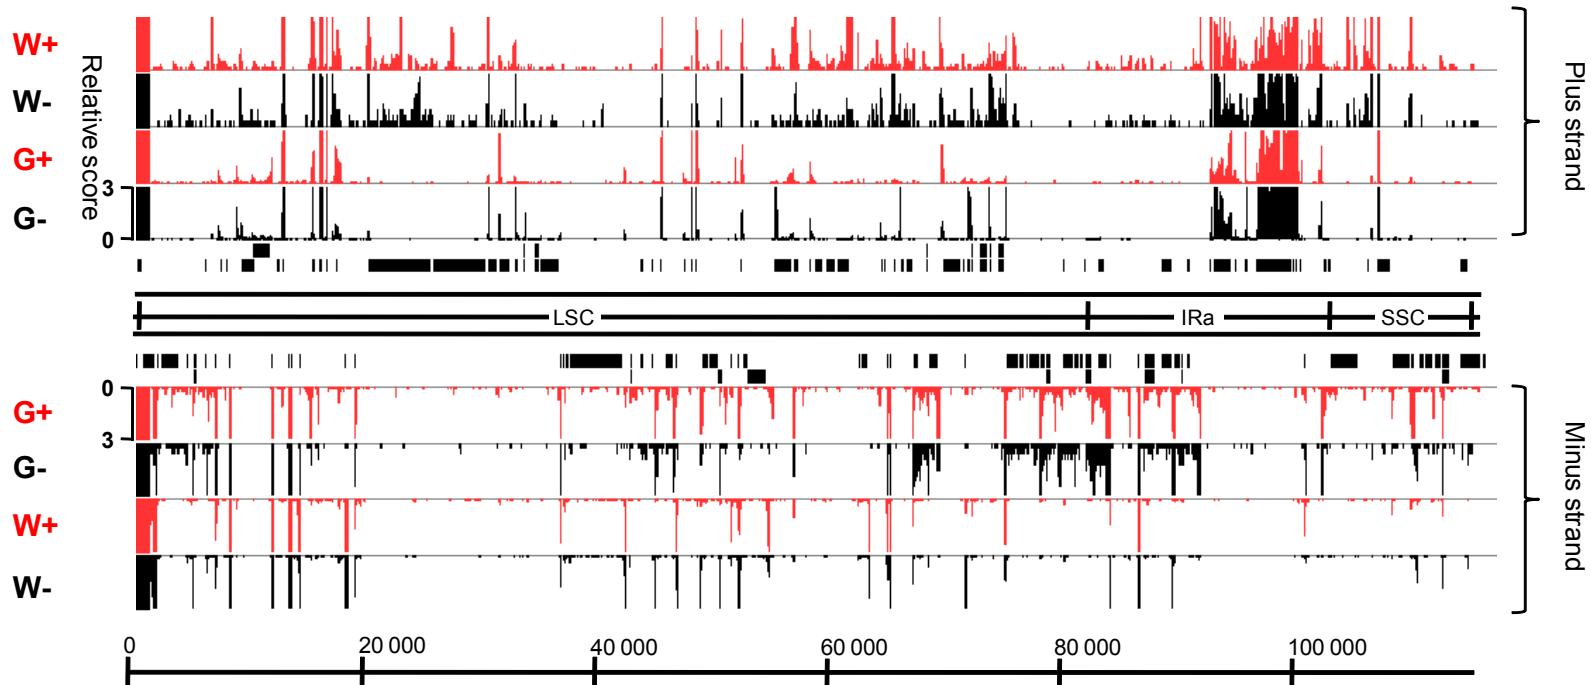 W+
W-
G+
G-
Relative score
3
0
Plus strand
LSC
IRa
SSC
0
3
G+
G-
W+
W-
Minus strand
0
20 000
40 000
60 000
80 000
100 000